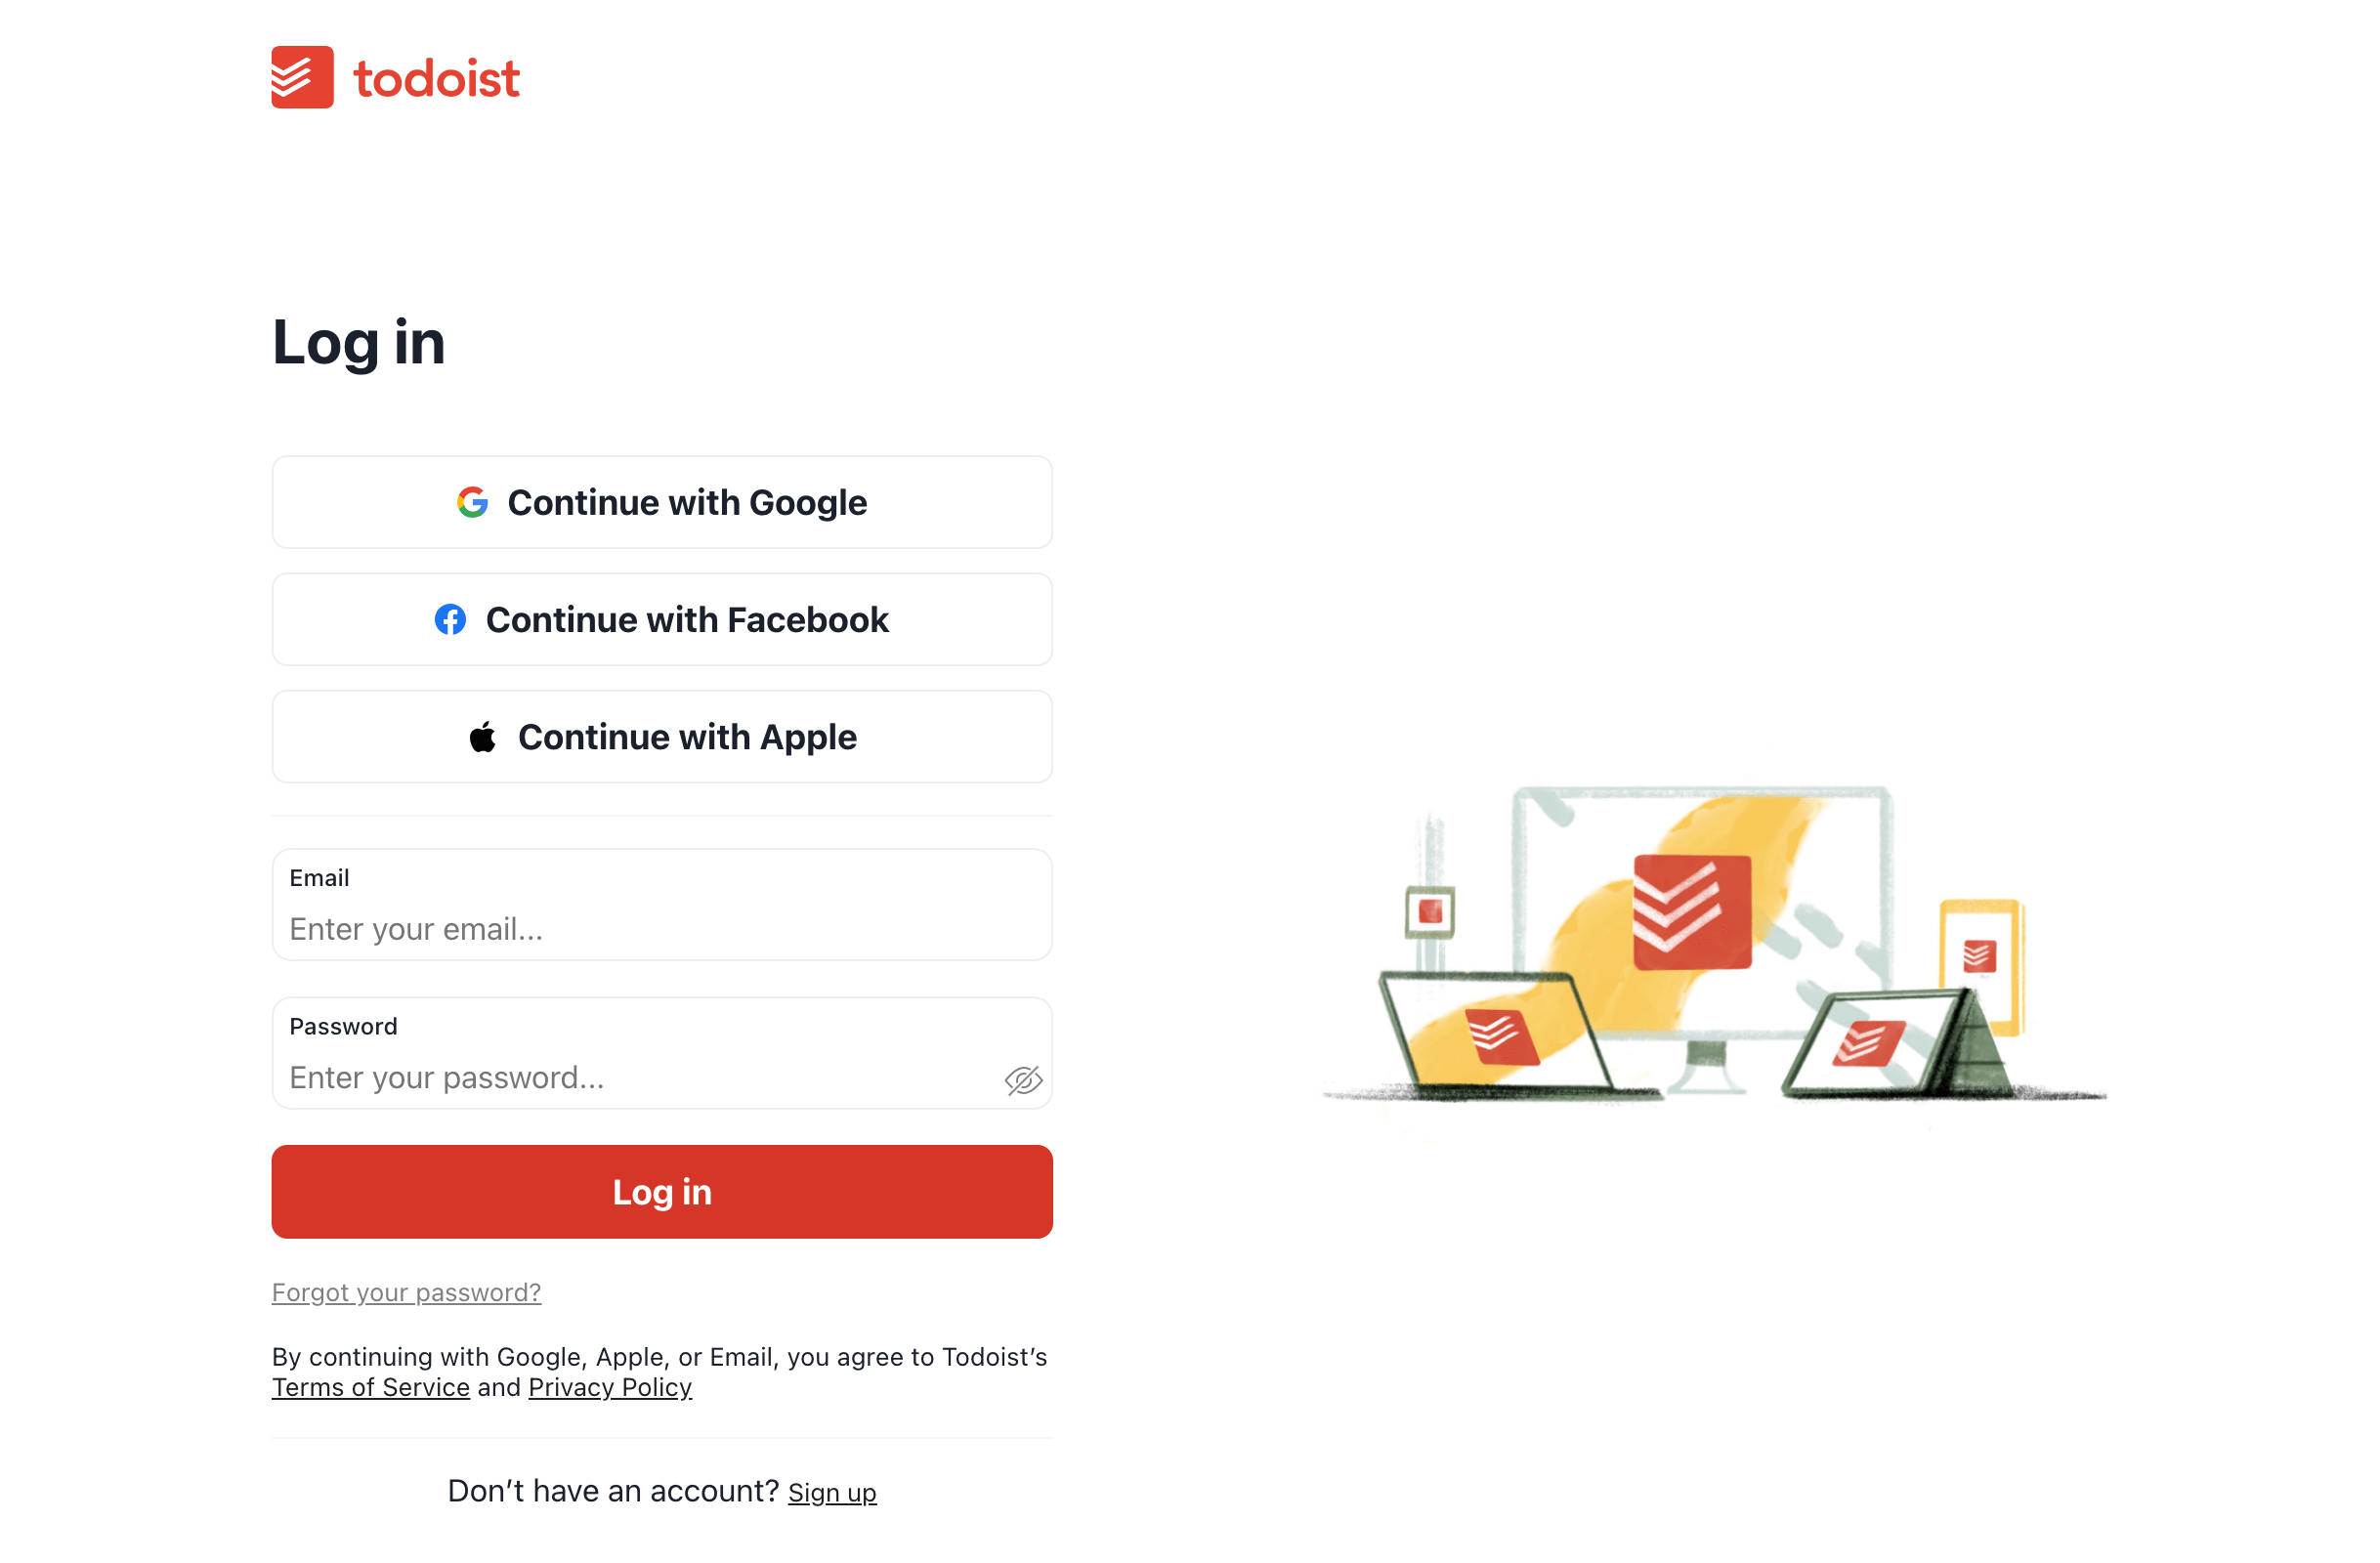 todoist
Log in
Continue with Google
Continue with Facebook
Continue with Apple
Email
Enter your email...
Password
Enter your password...
Log in
Forgot your password?
By continuing with Google, Apple, or Email, you agree to Todoist’s
Terms of Service and Privacy Policy
Don’t have an account? Sign up